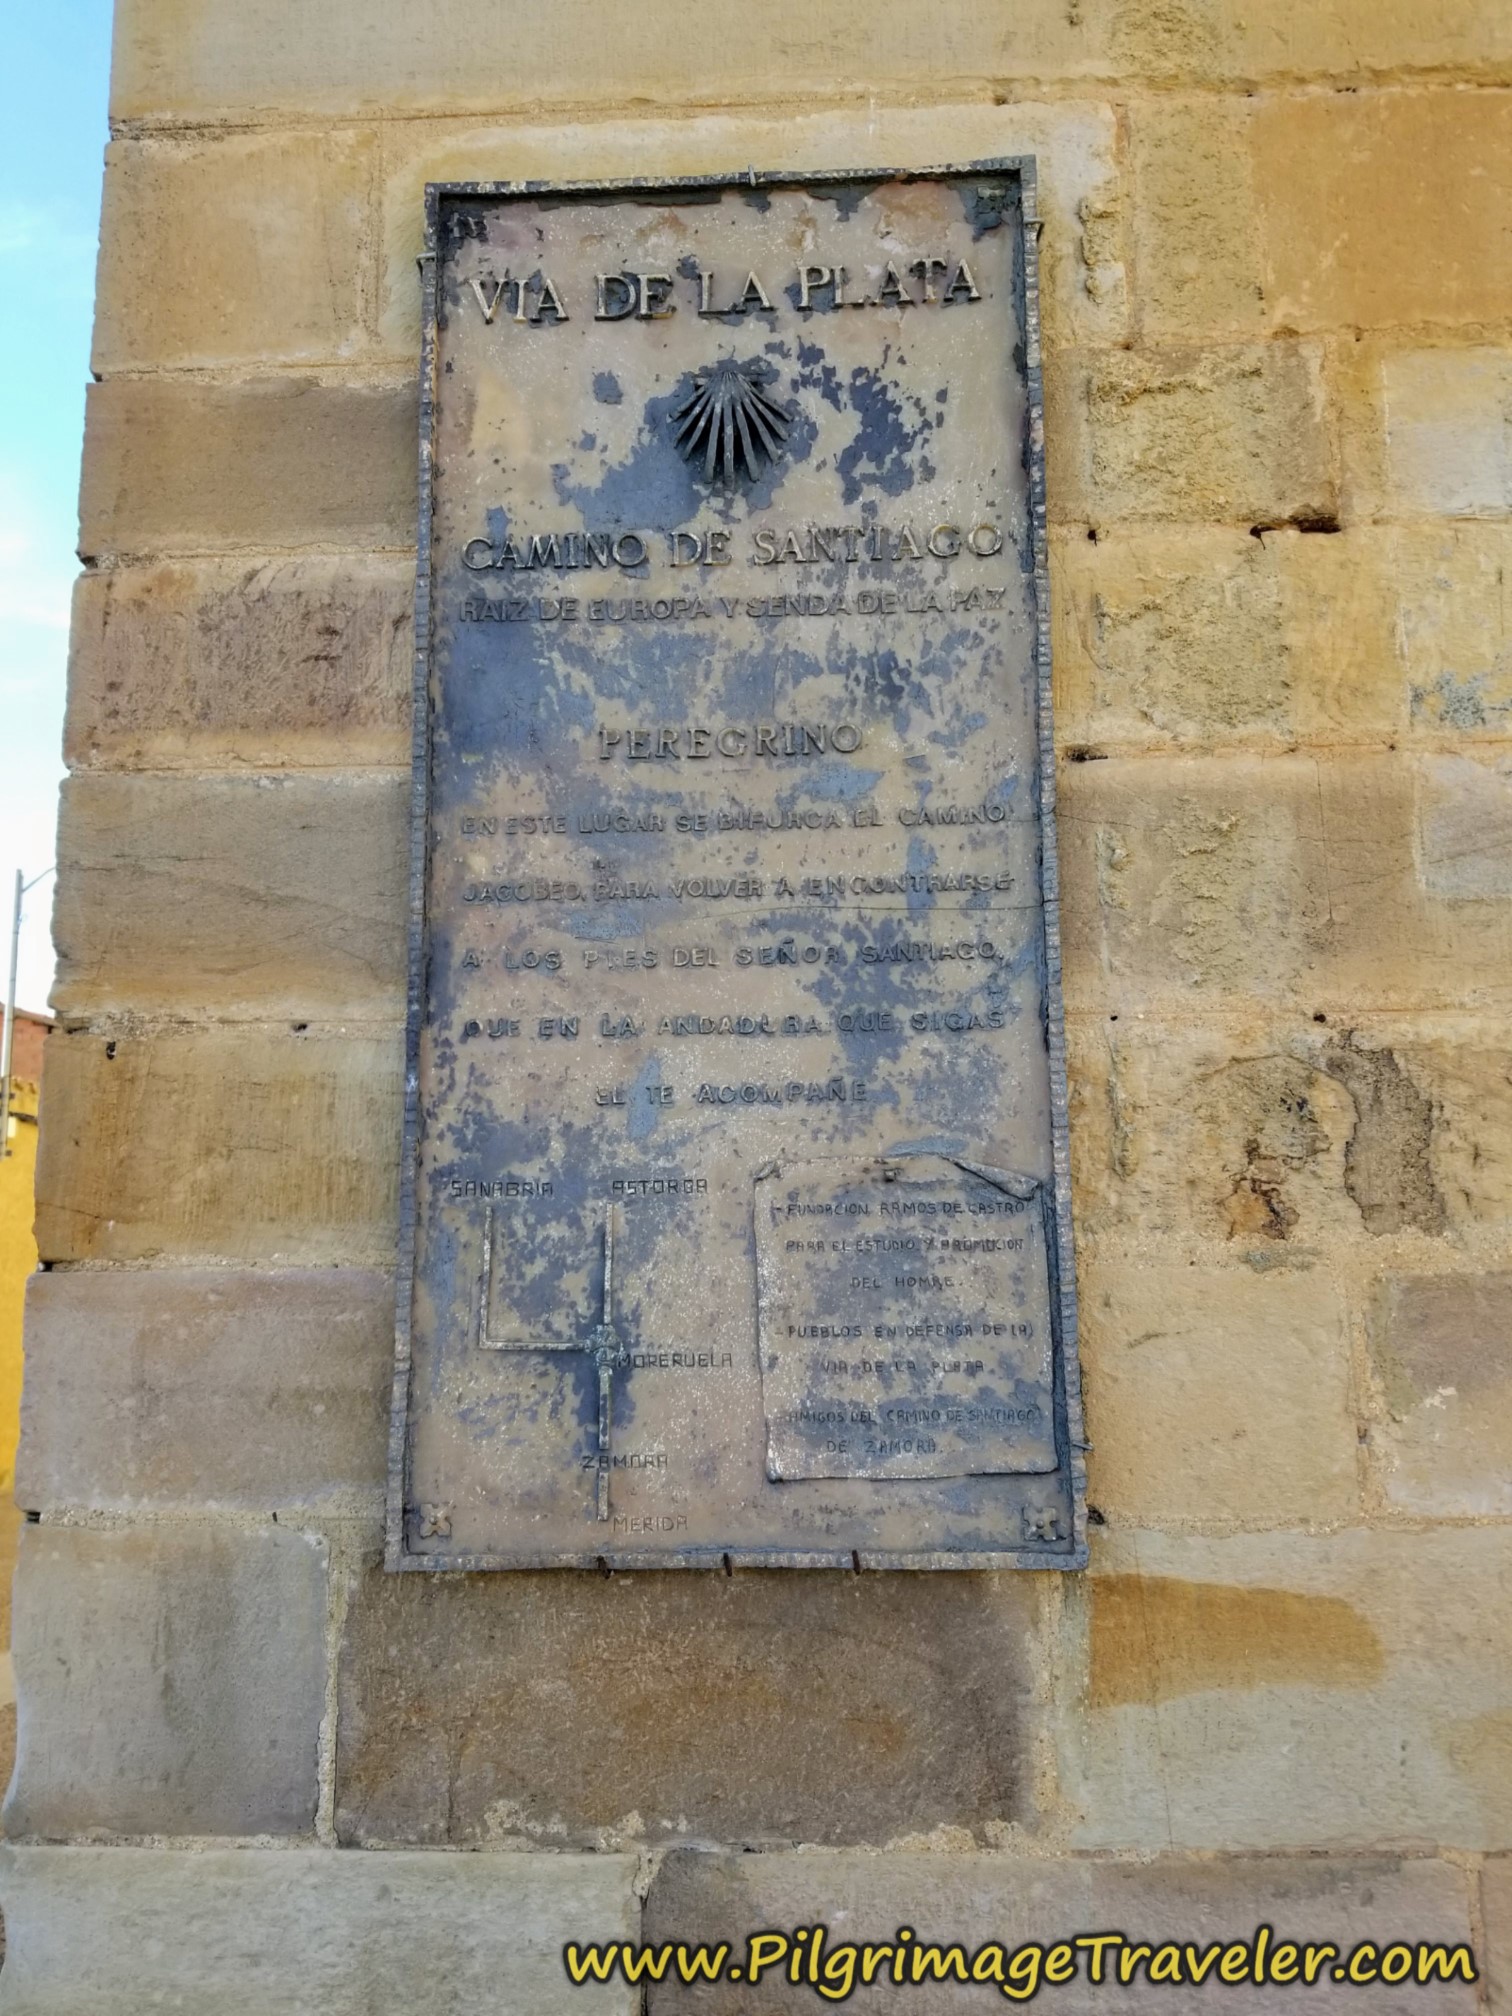 VIA DE LA PLATA
CAMINO DE SANTIAGO
RAIZ DE EUROPA Y SENDA DE LA PAZ
PEREGRINO
EN ESTE LUGAR SE BIFURCA EL CAMINO
JACOBEO, PARA VOLVER A ENCONTRARSE
A LOS PIES DEL SEÑOR SANTIAGO.
QUE EN LA ANDADURA QUE SIGAS
EL TE ACOMPAÑE
SANABRIA ASTORGA
MORERUELA
ZAMORA
MERIDA
-FUNDACION RAMOS DE CASTRO
PARA EL ESTUDIO Y PROMOCION
DEL HOMBRE.
-PUEBLOS EN DEFENSA DE LA
VIA DE LA PLATA
-AMIGOS DEL CAMINO DE SANTIAGO
DE ZAMORA.
www.PilgrimageTraveler.com